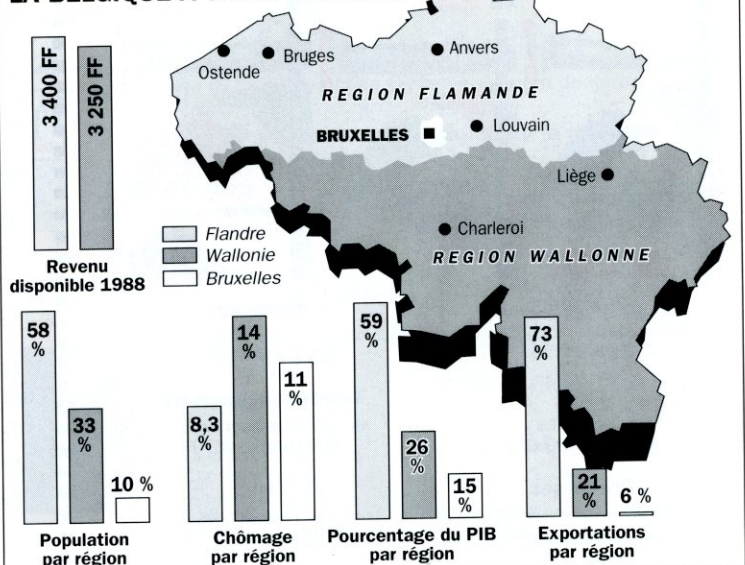 LA BELGIQUE
3 400 FF
3 250 FF
Ostende
Bruges
Anvers
REGION FLAMANDE
BRUXELLES
Louvain
Liège
Charleroi
REGION WALLONNE
Flandre
Wallonie
Bruxelles
Revenu
disponible 1988
58
%
33
%
10 %
Population
par région
8,3
%
14
%
11
%
Chômage
par région
59
%
26
%
15
%
Pourcentage du PIB
par région
73
%
21
%
6 %
Exportations
par région